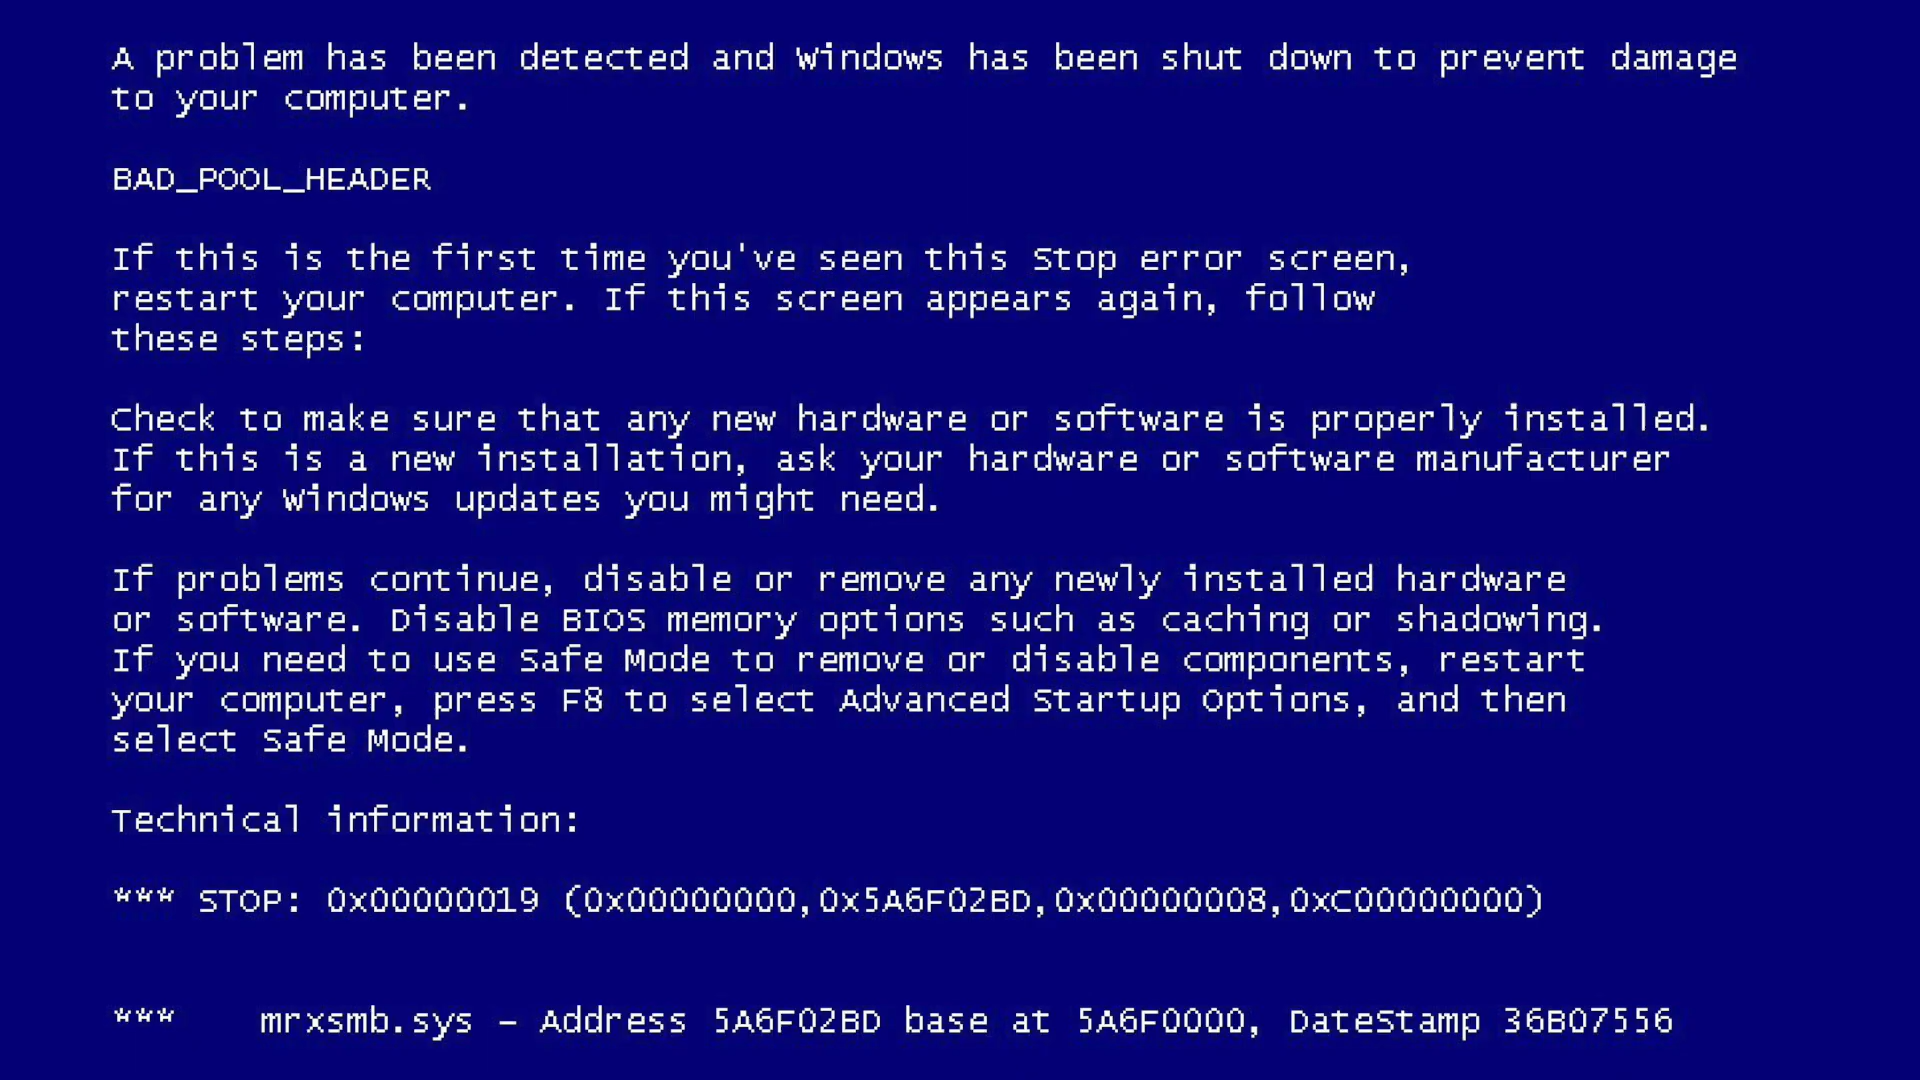 A problem has been detected and Windows has been shut down to prevent damage
to your computer.
BAD_POOL_HEADER
If this is the first time you've seen this Stop error screen,
restart your computer. If this screen appears again, follow
these steps:
Check to make sure that any new hardware or software is properly installed.
If this is a new installation, ask your hardware or software manufacturer
for any Windows updates you might need.
If problems continue, disable or remove any newly installed hardware
or software. Disable BIOS memory options such as caching or shadowing.
If you need to use Safe Mode to remove or disable components, restart
your computer, press F8 to select Advanced Startup Options, and then
select Safe Mode.
Technical information:
*** STOP: 0x00000019 (0x00000000,0x5A6F02BD,0x00000008,0xC00000000)
*** mrxsmb.sys – Address 5A6F02BD base at 5A6F0000, DateStamp 36B07556